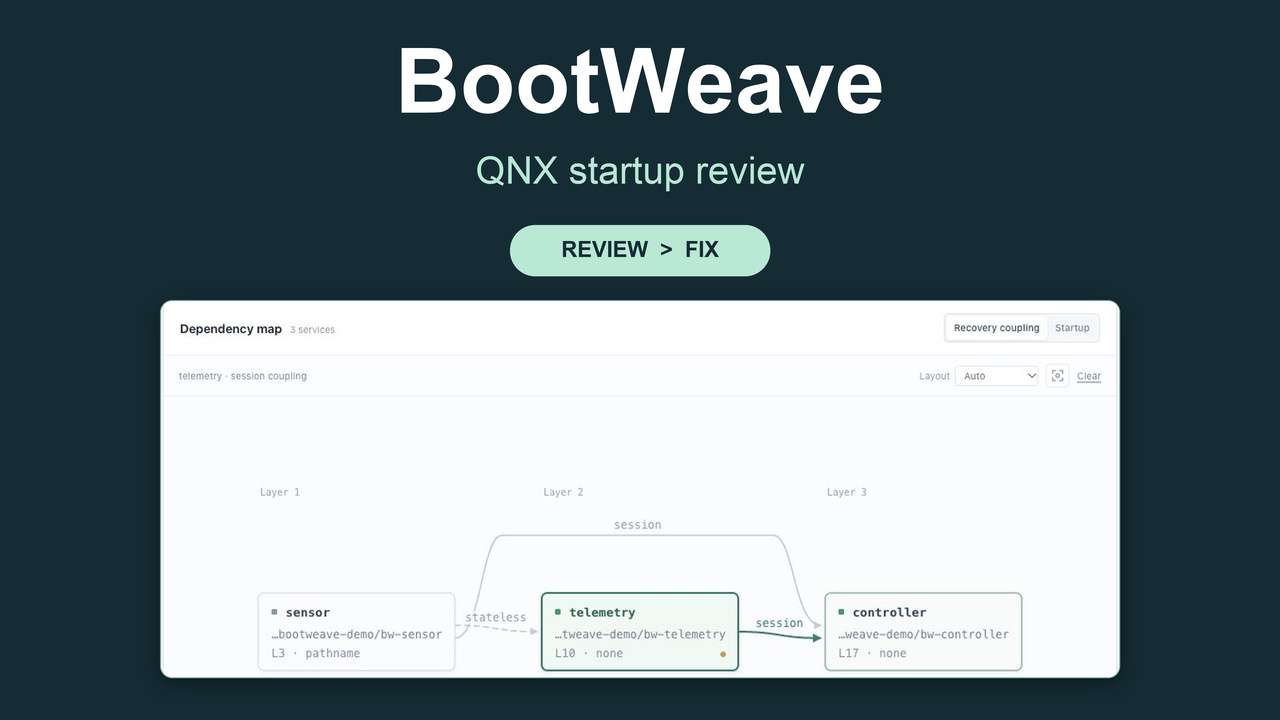 BootWeave
QNX startup review
REVIEW > FIX
Dependency map 3 services
Recovery coupling Startup
telemetry · session coupling
Layout Auto Clear
Layer 1 Layer 2 Layer 3
session
sensor
…bootweave-demo/bw-sensor
L3 · pathname
stateless
telemetry
…tweave-demo/bw-telemetry
L10 · none
session
controller
…weave-demo/bw-controller
L17 · none